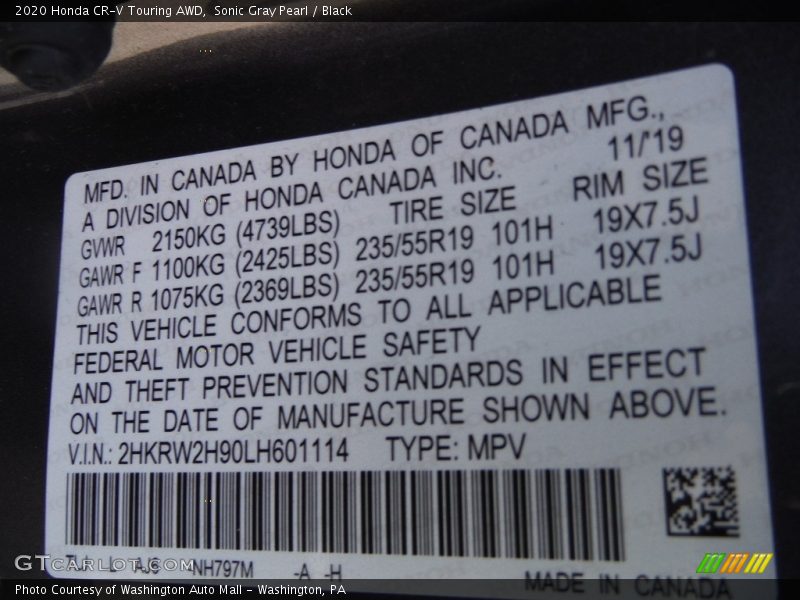 2020 Honda CR-V Touring AWD, Sonic Gray Pearl / Black
MFD. IN CANADA BY HONDA OF CANADA MFG.,
A DIVISION OF HONDA CANADA INC. 11/'19
GVWR 2150KG (4739LBS) TIRE SIZE RIM SIZE
GAWR F 1100KG (2425LBS) 235/55R19 101H 19X7.5J
GAWR R 1075KG (2369LBS) 235/55R19 101H 19X7.5J
THIS VEHICLE CONFORMS TO ALL APPLICABLE
FEDERAL MOTOR VEHICLE SAFETY
AND THEFT PREVENTION STANDARDS IN EFFECT
ON THE DATE OF MANUFACTURE SHOWN ABOVE.
V.I.N.: 2HKRW2H90LH601114 TYPE: MPV
NH797M -A -H
GTcarlot.com
MADE IN CANADA
Photo Courtesy of Washington Auto Mall - Washington, PA